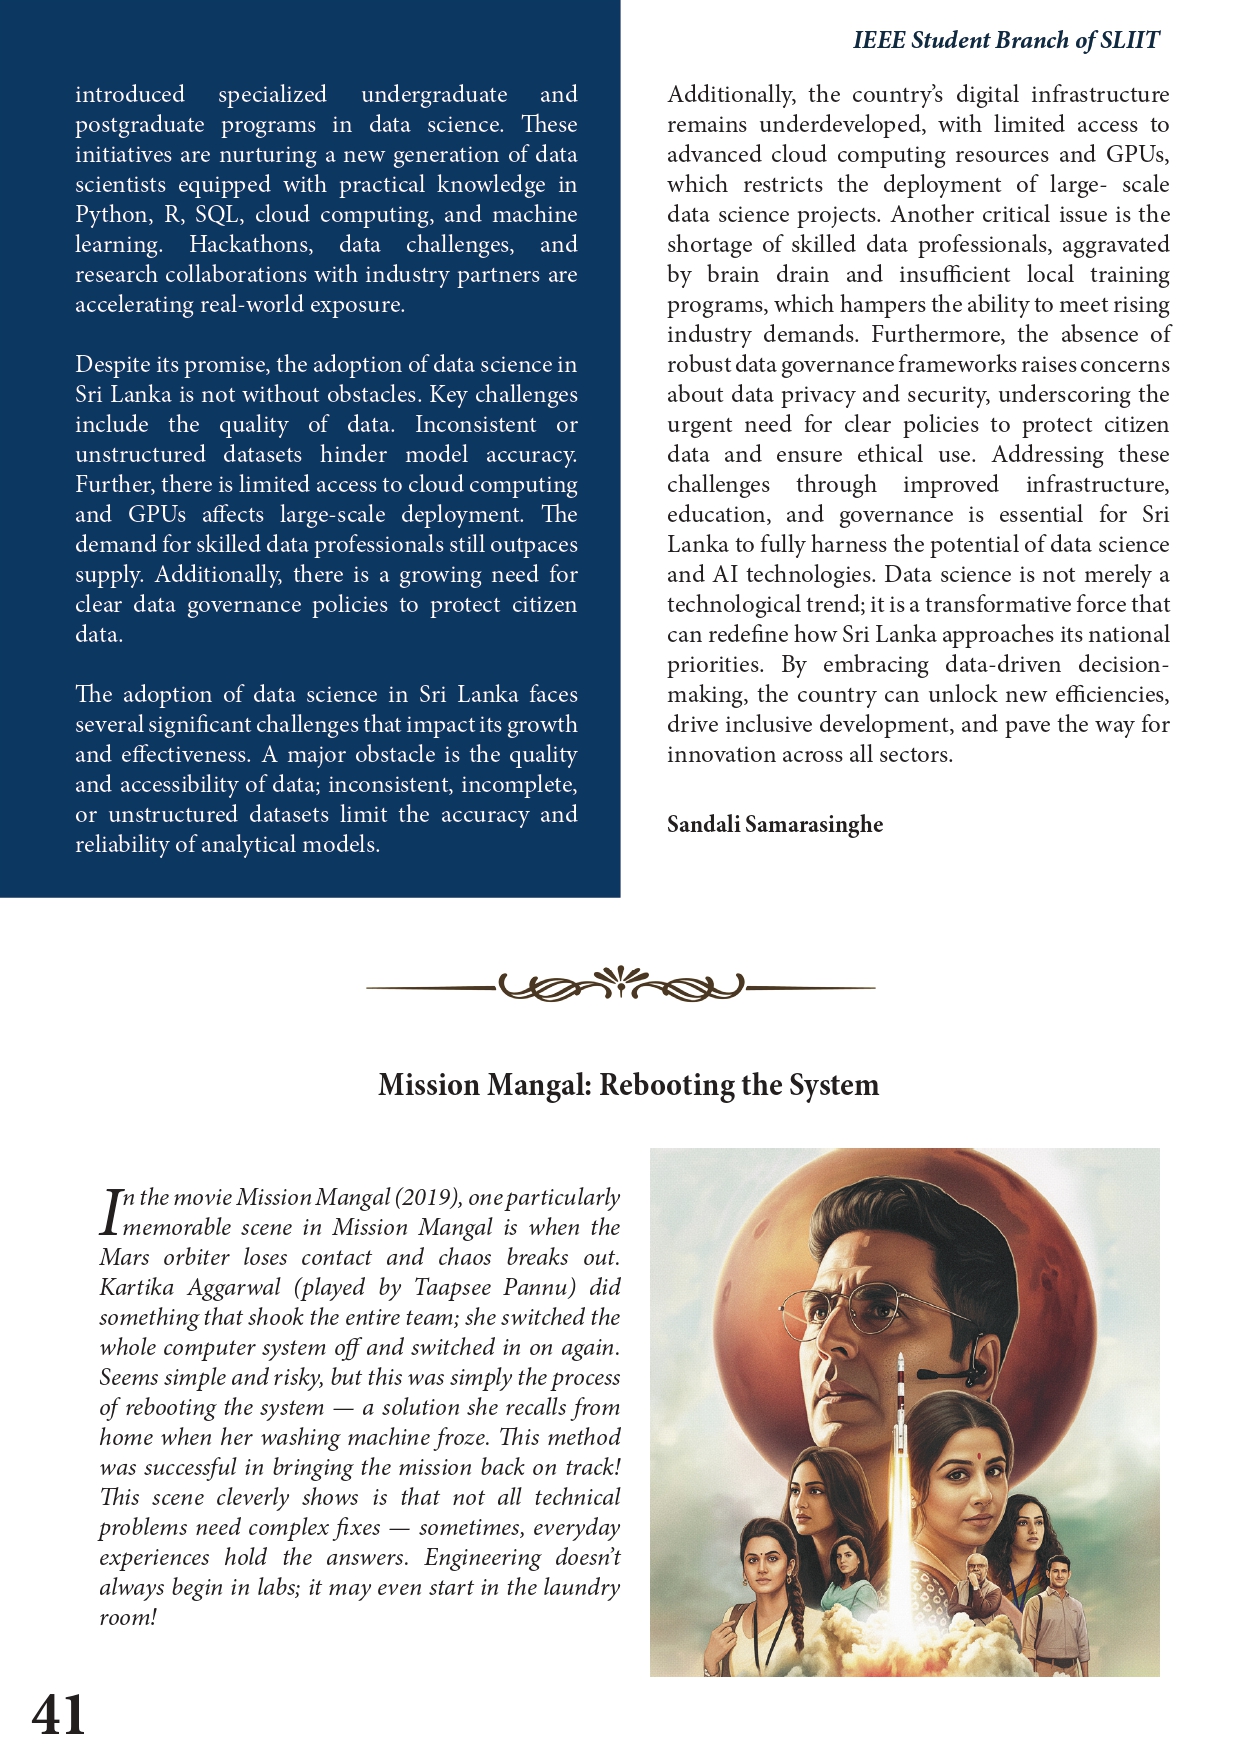 IEEE Student Branch of SLIIT
introduced specialized undergraduate and
postgraduate programs in data science. These
initiatives are nurturing a new generation of data
scientists equipped with practical knowledge in
Python, R, SQL, cloud computing, and machine
learning. Hackathons, data challenges, and
research collaborations with industry partners are
accelerating real-world exposure.
Despite its promise, the adoption of data science in
Sri Lanka is not without obstacles. Key challenges
include the quality of data. Inconsistent or
unstructured datasets hinder model accuracy.
Further, there is limited access to cloud computing
and GPUs affects large-scale deployment. The
demand for skilled data professionals still outpaces
supply. Additionally, there is a growing need for
clear data governance policies to protect citizen
data.
The adoption of data science in Sri Lanka faces
several significant challenges that impact its growth
and effectiveness. A major obstacle is the quality
and accessibility of data; inconsistent, incomplete,
or unstructured datasets limit the accuracy and
reliability of analytical models.
Additionally, the country’s digital infrastructure
remains underdeveloped, with limited access to
advanced cloud computing resources and GPUs,
which restricts the deployment of large- scale
data science projects. Another critical issue is the
shortage of skilled data professionals, aggravated
by brain drain and insufficient local training
programs, which hampers the ability to meet rising
industry demands. Furthermore, the absence of
robust data governance frameworks raises concerns
about data privacy and security, underscoring the
urgent need for clear policies to protect citizen
data and ensure ethical use. Addressing these
challenges through improved infrastructure,
education, and governance is essential for Sri
Lanka to fully harness the potential of data science
and AI technologies. Data science is not merely a
technological trend; it is a transformative force that
can redefine how Sri Lanka approaches its national
priorities. By embracing data-driven decision-
making, the country can unlock new efficiencies,
drive inclusive development, and pave the way for
innovation across all sectors.
Sandali Samarasinghe
Mission Mangal: Rebooting the System
In the movie Mission Mangal (2019), one particularly
memorable scene in Mission Mangal is when the
Mars orbiter loses contact and chaos breaks out.
Kartika Aggarwal (played by Taapsee Pannu) did
something that shook the entire team; she switched the
whole computer system off and switched in on again.
Seems simple and risky, but this was simply the process
of rebooting the system — a solution she recalls from
home when her washing machine froze. This method
was successful in bringing the mission back on track!
This scene cleverly shows is that not all technical
problems need complex fixes — sometimes, everyday
experiences hold the answers. Engineering doesn’t
always begin in labs; it may even start in the laundry
room!
41